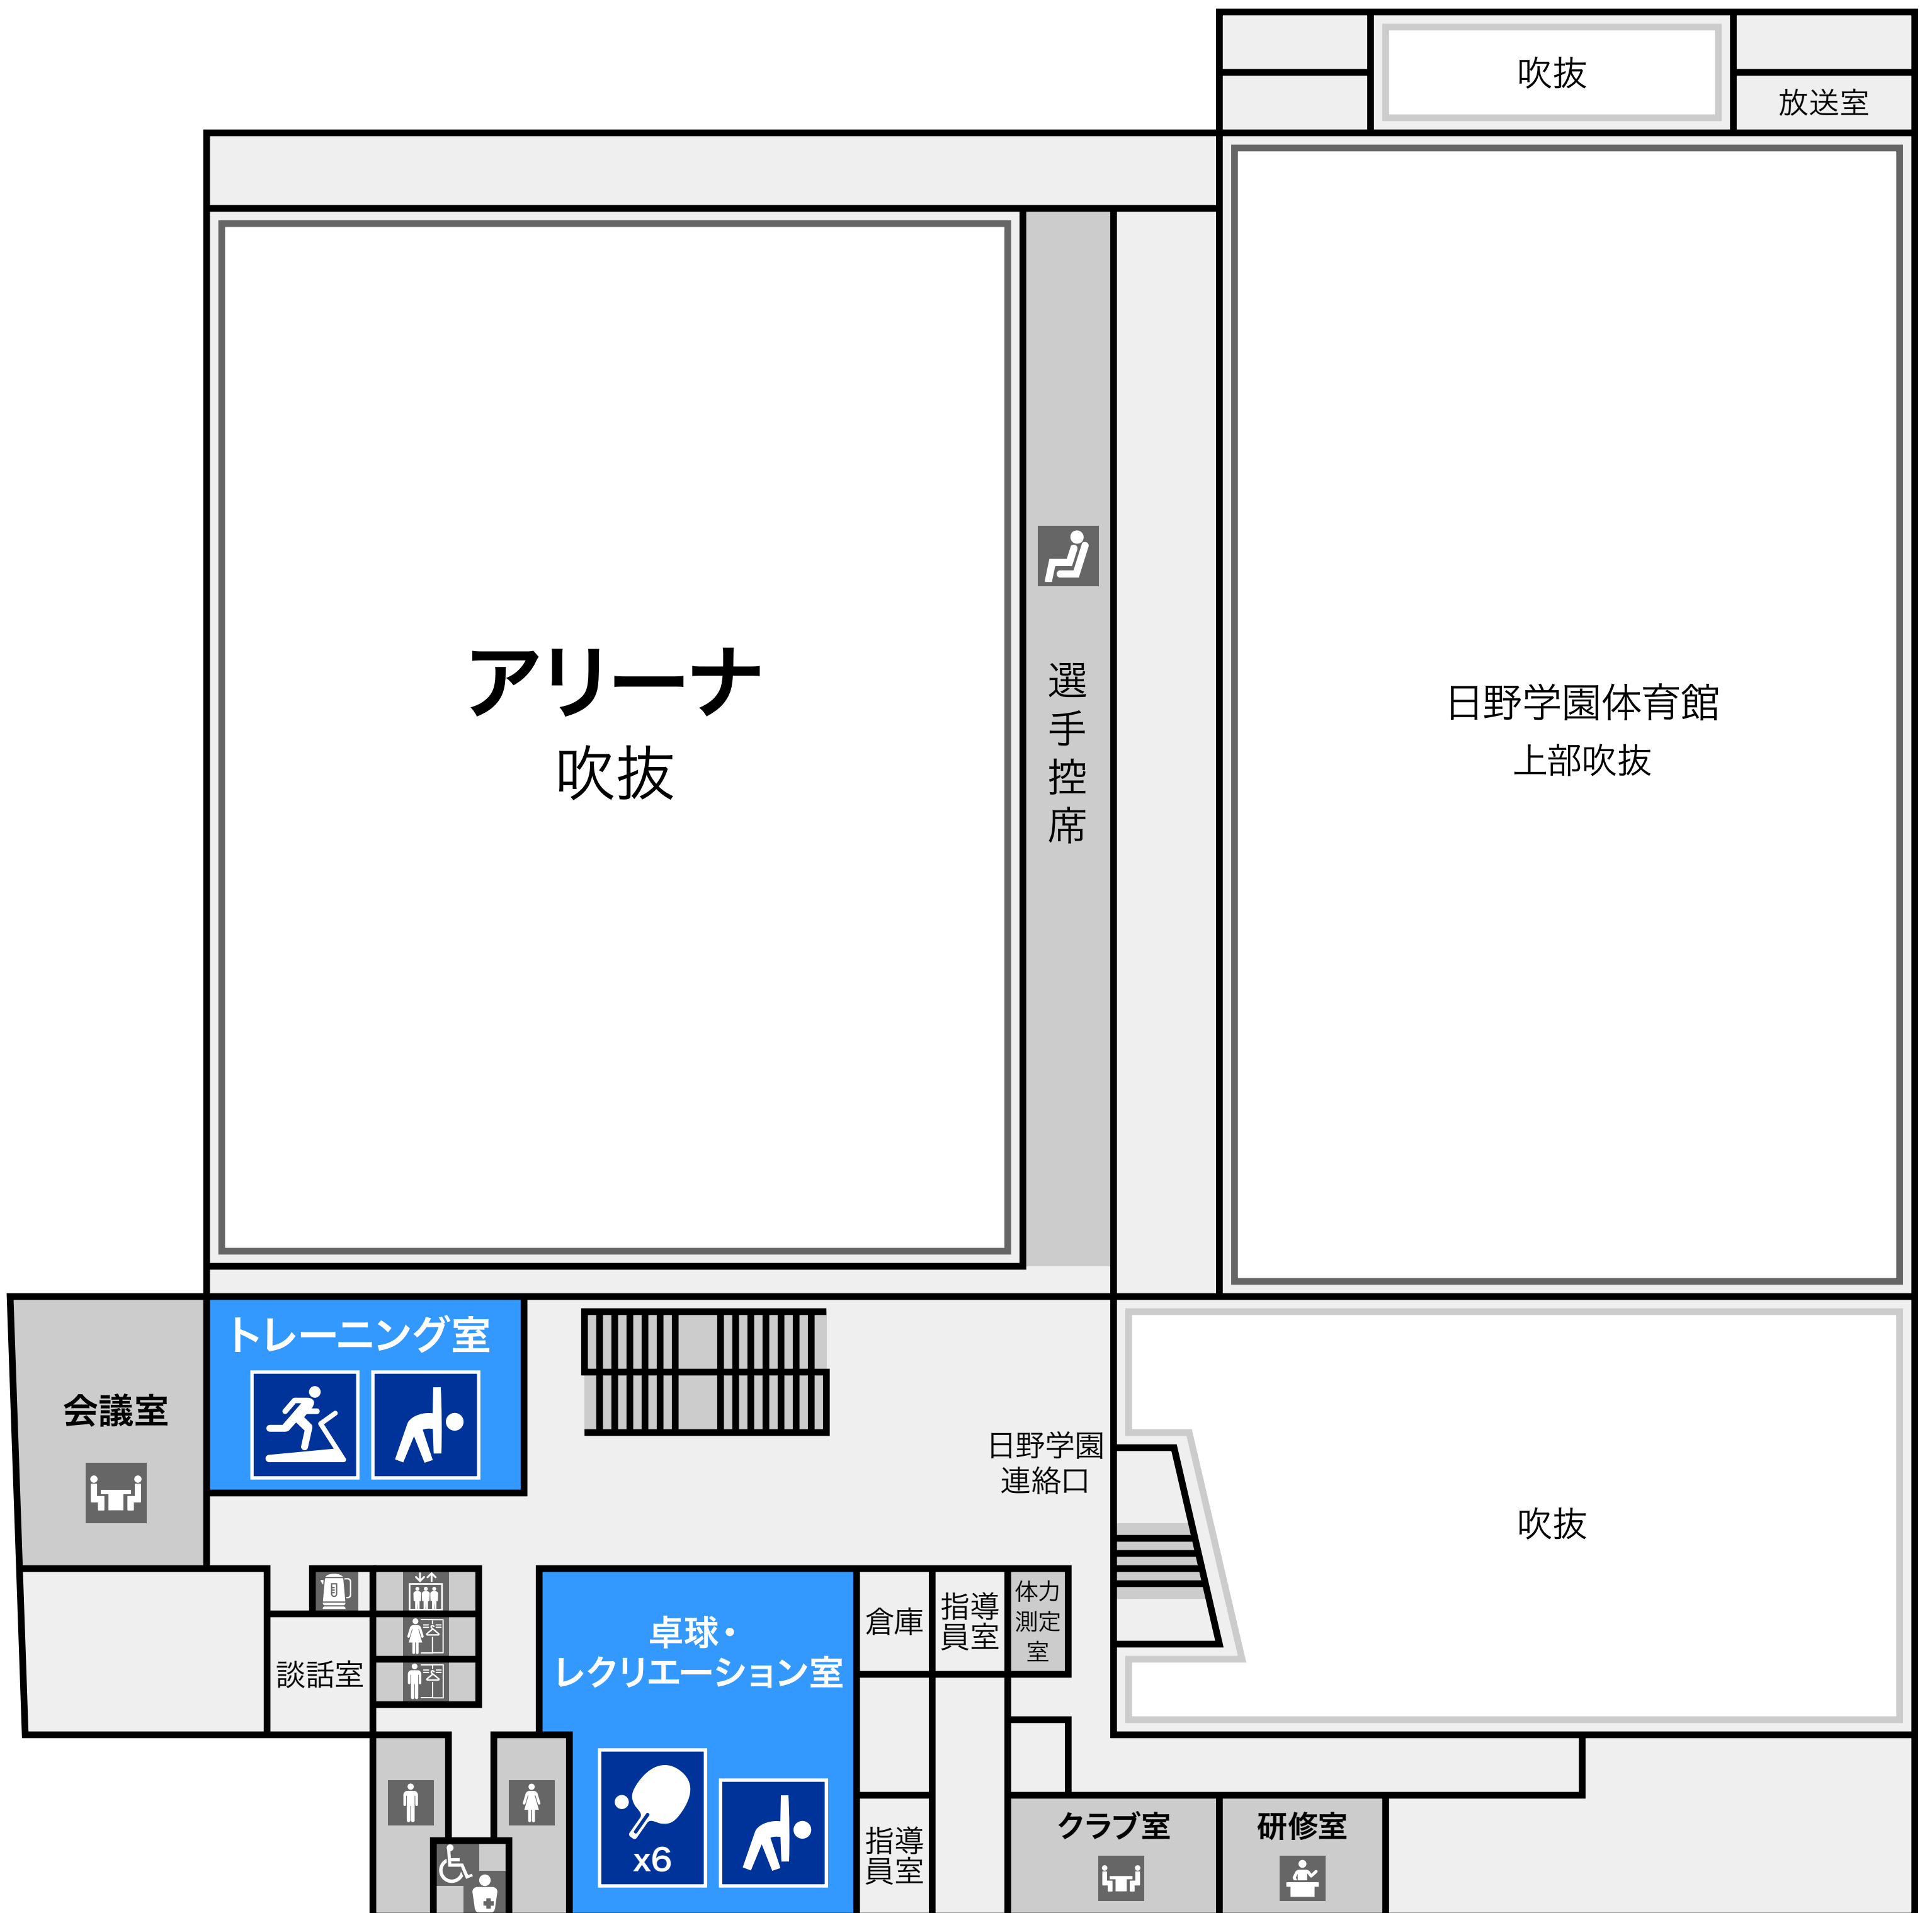 吹抜
放送室
アリーナ
吹抜
選手控席
日野学園体育館
上部吹抜
トレーニング室
会議室
日野学園
連絡口
吹抜
談話室
卓球・
レクリエーション室
x6
倉庫
指導
員室
体力
測定
室
指導
員室
クラブ室
研修室